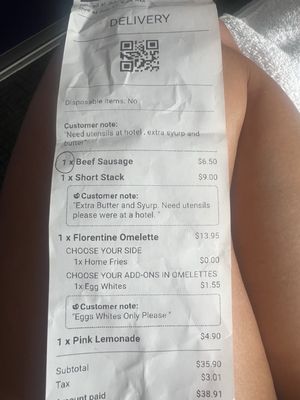 DELIVERY
Disposable Items: No
Customer note:
"Need utensils at hotel , extra syurp and
butter"
1 x Beef Sausage $6.50
1 x Short Stack $9.00
Customer note:
"Extra Butter and Syurp. Need utensils
please were at a hotel. "
1 x Florentine Omelette $13.95
CHOOSE YOUR SIDE
1x Home Fries $0.00
CHOOSE YOUR ADD-ONS IN OMELETTES
1x Egg Whites $1.55
Customer note:
"Eggs Whites Only Please "
1 x Pink Lemonade $4.90
Subtotal $35.90
Tax $3.01
Amount paid $38.91